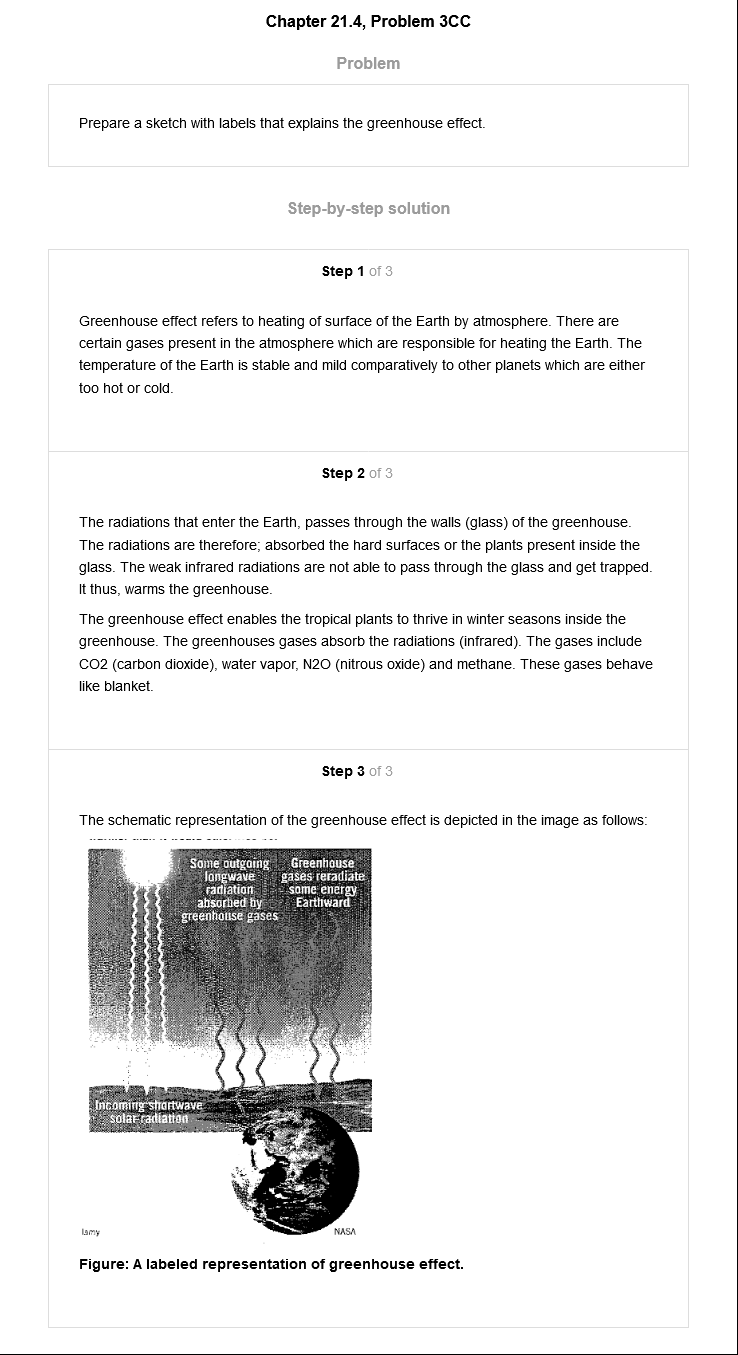 Chapter 21.4, Problem 3CC
Problem
Prepare a sketch with labels that explains the greenhouse effect.
Step-by-step solution
Step 1 of 3
Greenhouse effect refers to heating of surface of the Earth by atmosphere. There are
certain gases present in the atmosphere which are responsible for heating the Earth. The
temperature of the Earth is stable and mild comparatively to other planets which are either
too hot or cold.
Step 2 of 3
The radiations that enter the Earth, passes through the walls (glass) of the greenhouse.
The radiations are therefore; absorbed the hard surfaces or the plants present inside the
glass. The weak infrared radiations are not able to pass through the glass and get trapped.
It thus, warms the greenhouse.
The greenhouse effect enables the tropical plants to thrive in winter seasons inside the
greenhouse. The greenhouses gases absorb the radiations (infrared). The gases include
CO2 (carbon dioxide), water vapor, N2O (nitrous oxide) and methane. These gases behave
like blanket.
Step 3 of 3
The schematic representation of the greenhouse effect is depicted in the image as follows:
Some outgoing
longwave
radiation
absorbed by
greenhouse gases
Greenhouse
gases reradiate
some energy
Earthward
Incoming shortwave
solar radiation
lamy
NASA
Figure: A labeled representation of greenhouse effect.